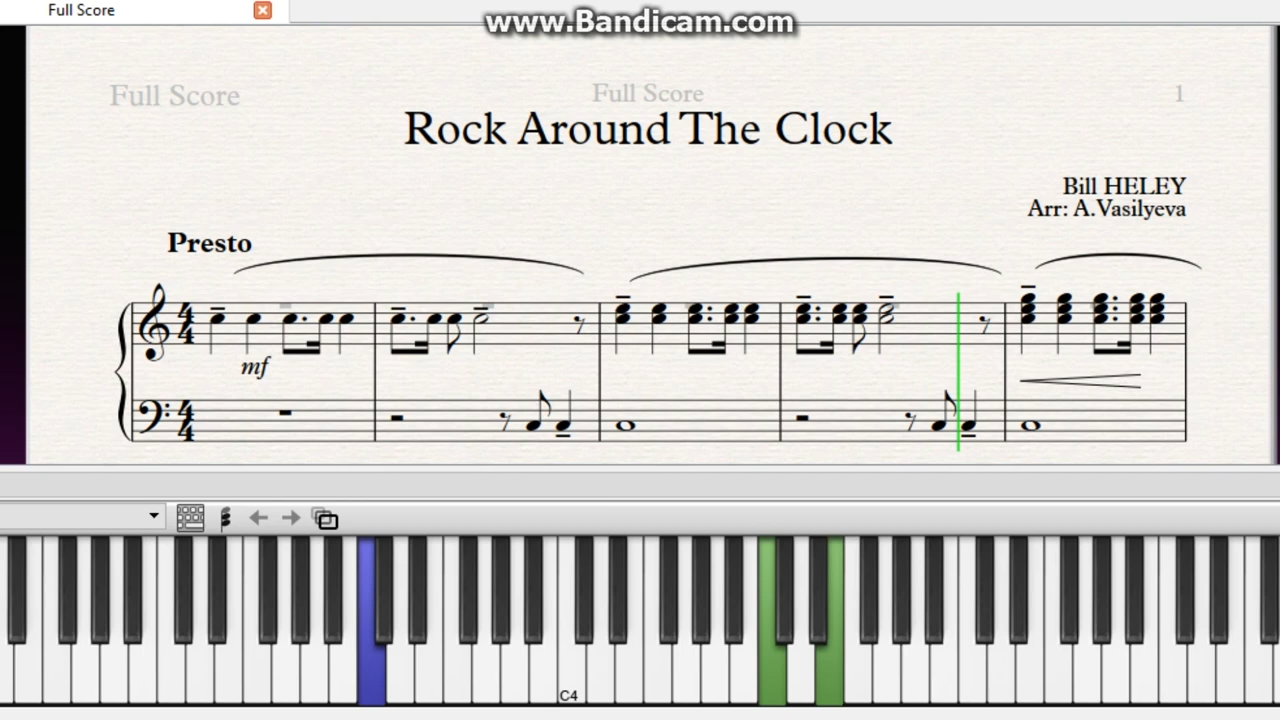 Full Score
www.Bandicam.com
Full Score
Full Score
1
Rock Around The Clock
Bill HELEY
Arr: A.Vasilyeva
Presto
mf
C4